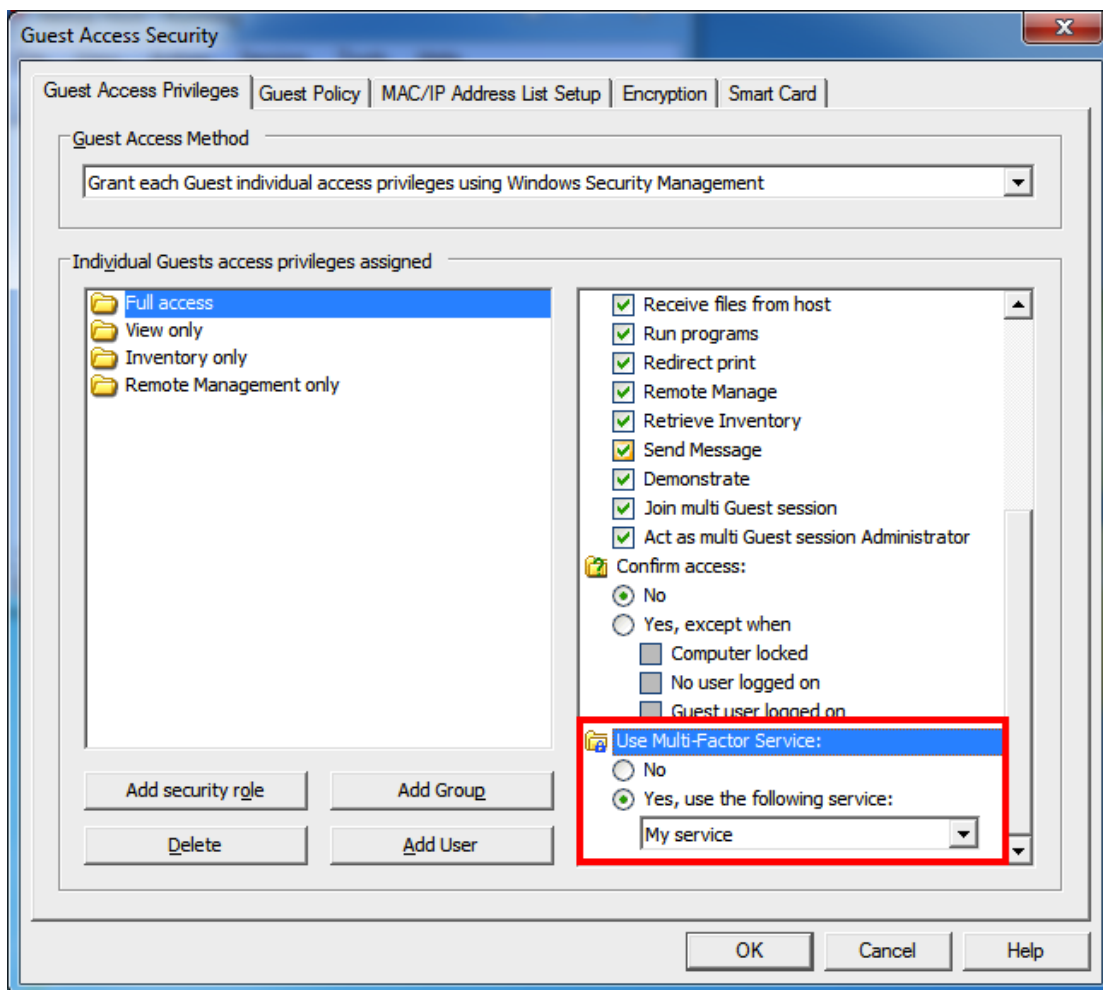 Guest Access Security
Guest Access Privileges
Guest Policy
MAC/IP Address List Setup
Encryption
Smart Card
Guest Access Method
Grant each Guest individual access privileges using Windows Security Management
Individual Guests access privileges assigned
Full access
View only
Inventory only
Remote Management only
Receive files from host
Run programs
Redirect print
Remote Manage
Retrieve Inventory
Send Message
Demonstrate
Join multi Guest session
Act as multi Guest session Administrator
Confirm access:
No
Yes, except when
Computer locked
No user logged on
Guest user logged on
Use Multi-Factor Service:
No
Yes, use the following service:
My service
Add security role
Add Group
Delete
Add User
OK
Cancel
Help